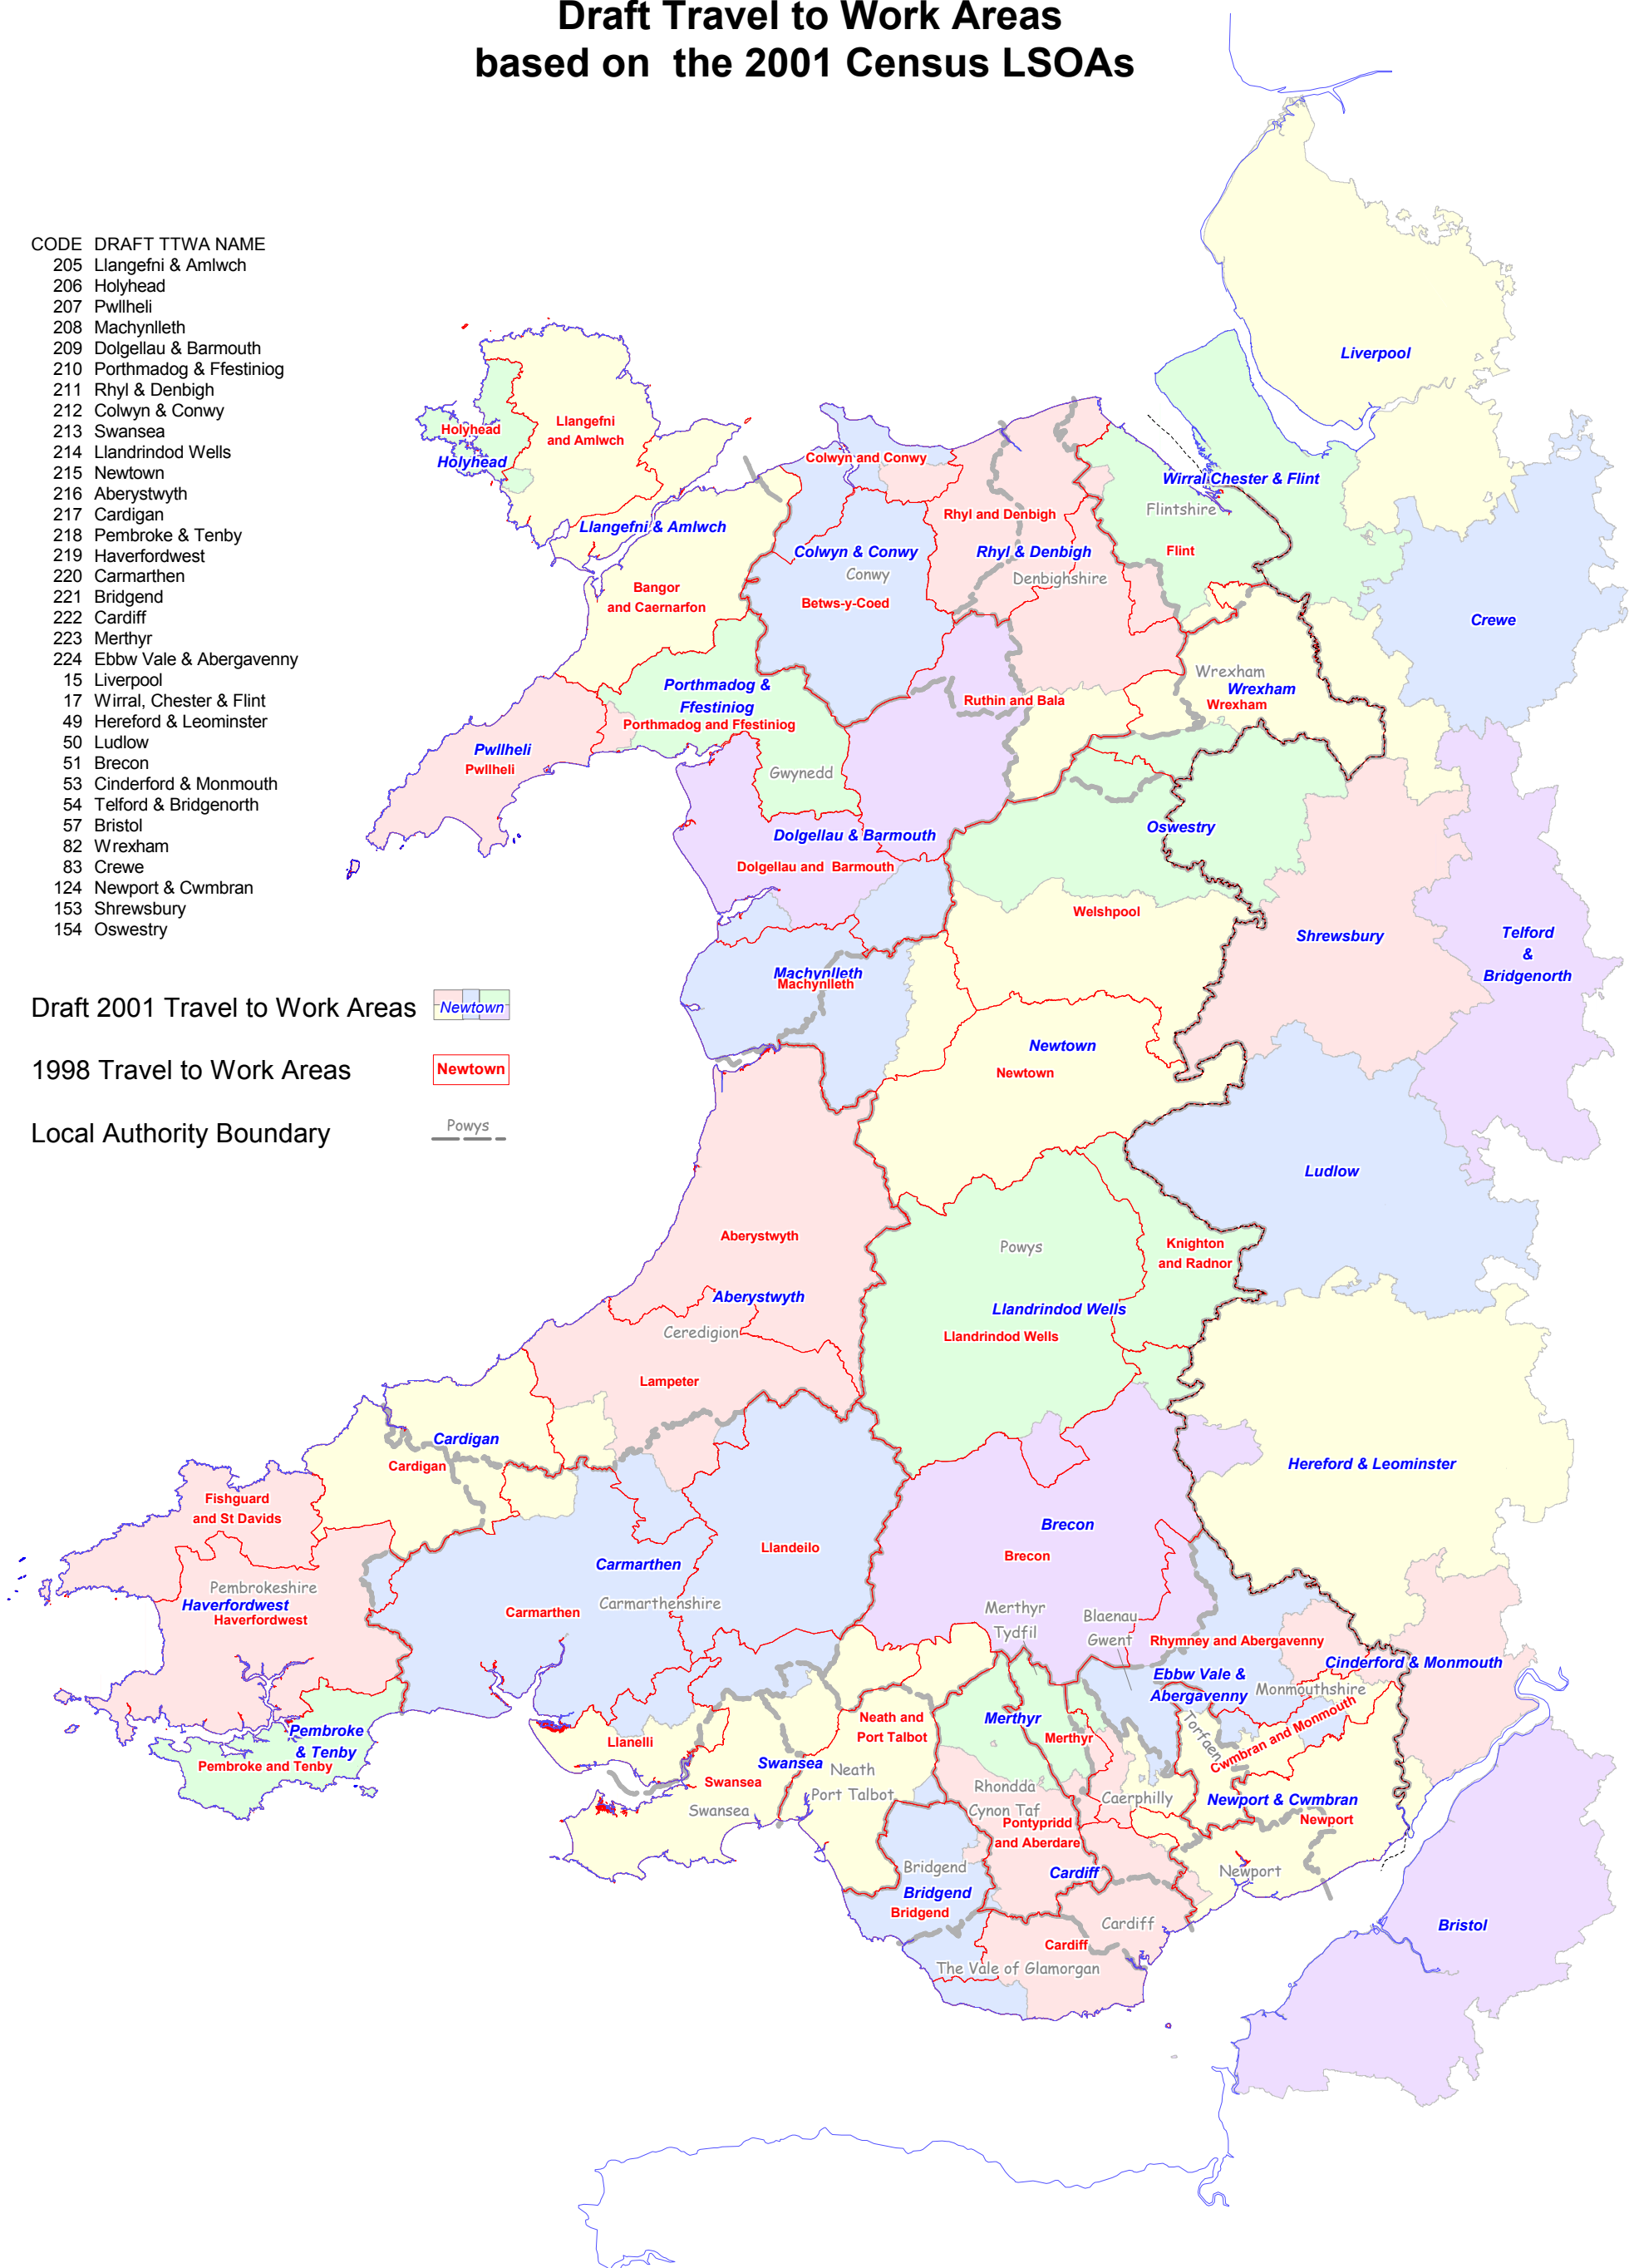 Draft Travel to Work Areas
based on the 2001 Census LSOAs
CODE DRAFT TTWA NAME
205 Llangefni & Amlwch
206 Holyhead
207 Pwllheli
208 Machynlleth
209 Dolgellau & Barmouth
210 Porthmadog & Ffestiniog
211 Rhyl & Denbigh
212 Colwyn & Conwy
213 Swansea
214 Llandrindod Wells
215 Newtown
216 Aberystwyth
217 Cardigan
218 Pembroke & Tenby
219 Haverfordwest
220 Carmarthen
221 Bridgend
222 Cardiff
223 Merthyr
224 Ebbw Vale & Abergavenny
15 Liverpool
17 Wirral, Chester & Flint
49 Hereford & Leominster
50 Ludlow
51 Brecon
53 Cinderford & Monmouth
54 Telford & Bridgenorth
57 Bristol
82 Wrexham
83 Crewe
124 Newport & Cwmbran
153 Shrewsbury
154 Oswestry
Draft 2001 Travel to Work Areas
Newtown
1998 Travel to Work Areas
Newtown
Local Authority Boundary
Powys
Liverpool
Holyhead
Holyhead
Llangefni
and Amlwch
Llangefni & Amlwch
Colwyn and Conwy
Colwyn & Conwy
Conwy
Betws-y-Coed
Rhyl and Denbigh
Rhyl & Denbigh
Denbighshire
Wirral Chester & Flint
Flintshire
Flint
Crewe
Bangor
and Caernarfon
Porthmadog &
Ffestiniog
Porthmadog and Ffestiniog
Ruthin and Bala
Wrexham
Wrexham
Wrexham
Pwllheli
Pwllheli
Gwynedd
Dolgellau & Barmouth
Dolgellau and Barmouth
Oswestry
Welshpool
Shrewsbury
Telford
&
Bridgenorth
Machynlleth
Machynlleth
Newtown
Newtown
Ludlow
Aberystwyth
Aberystwyth
Ceredigion
Lampeter
Powys
Knighton
and Radnor
Llandrindod Wells
Llandrindod Wells
Cardigan
Cardigan
Hereford & Leominster
Fishguard
and St Davids
Pembrokeshire
Haverfordwest
Haverfordwest
Carmarthen
Carmarthenshire
Carmarthen
Llandeilo
Brecon
Brecon
Merthyr
Tydfil
Blaenau
Gwent
Rhymney and Abergavenny
Ebbw Vale &
Abergavenny
Cinderford & Monmouth
Monmouthshire
Torfaen
Cwmbran and Monmouth
Pembroke
& Tenby
Pembroke and Tenby
Llanelli
Swansea
Swansea
Swansea
Neath and
Port Talbot
Neath
Port Talbot
Merthyr
Merthyr
Rhondda
Cynon Taf
Pontypridd
and Aberdare
Caerphilly
Newport & Cwmbran
Newport
Newport
Bridgend
Bridgend
Bridgend
Cardiff
Cardiff
Cardiff
The Vale of Glamorgan
Bristol